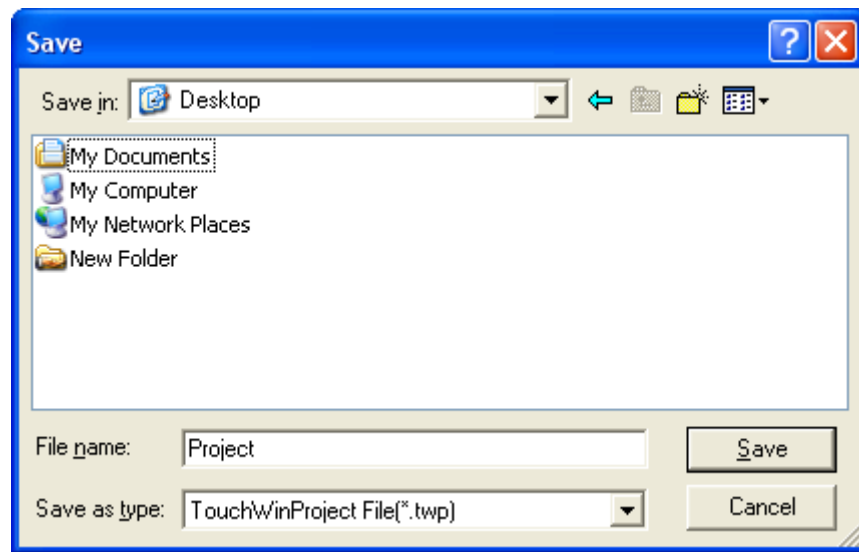 Save
Save in: Desktop
My Documents
My Computer
My Network Places
New Folder
File name: Project Save
Save as type: TouchWinProject File(*.twp) Cancel